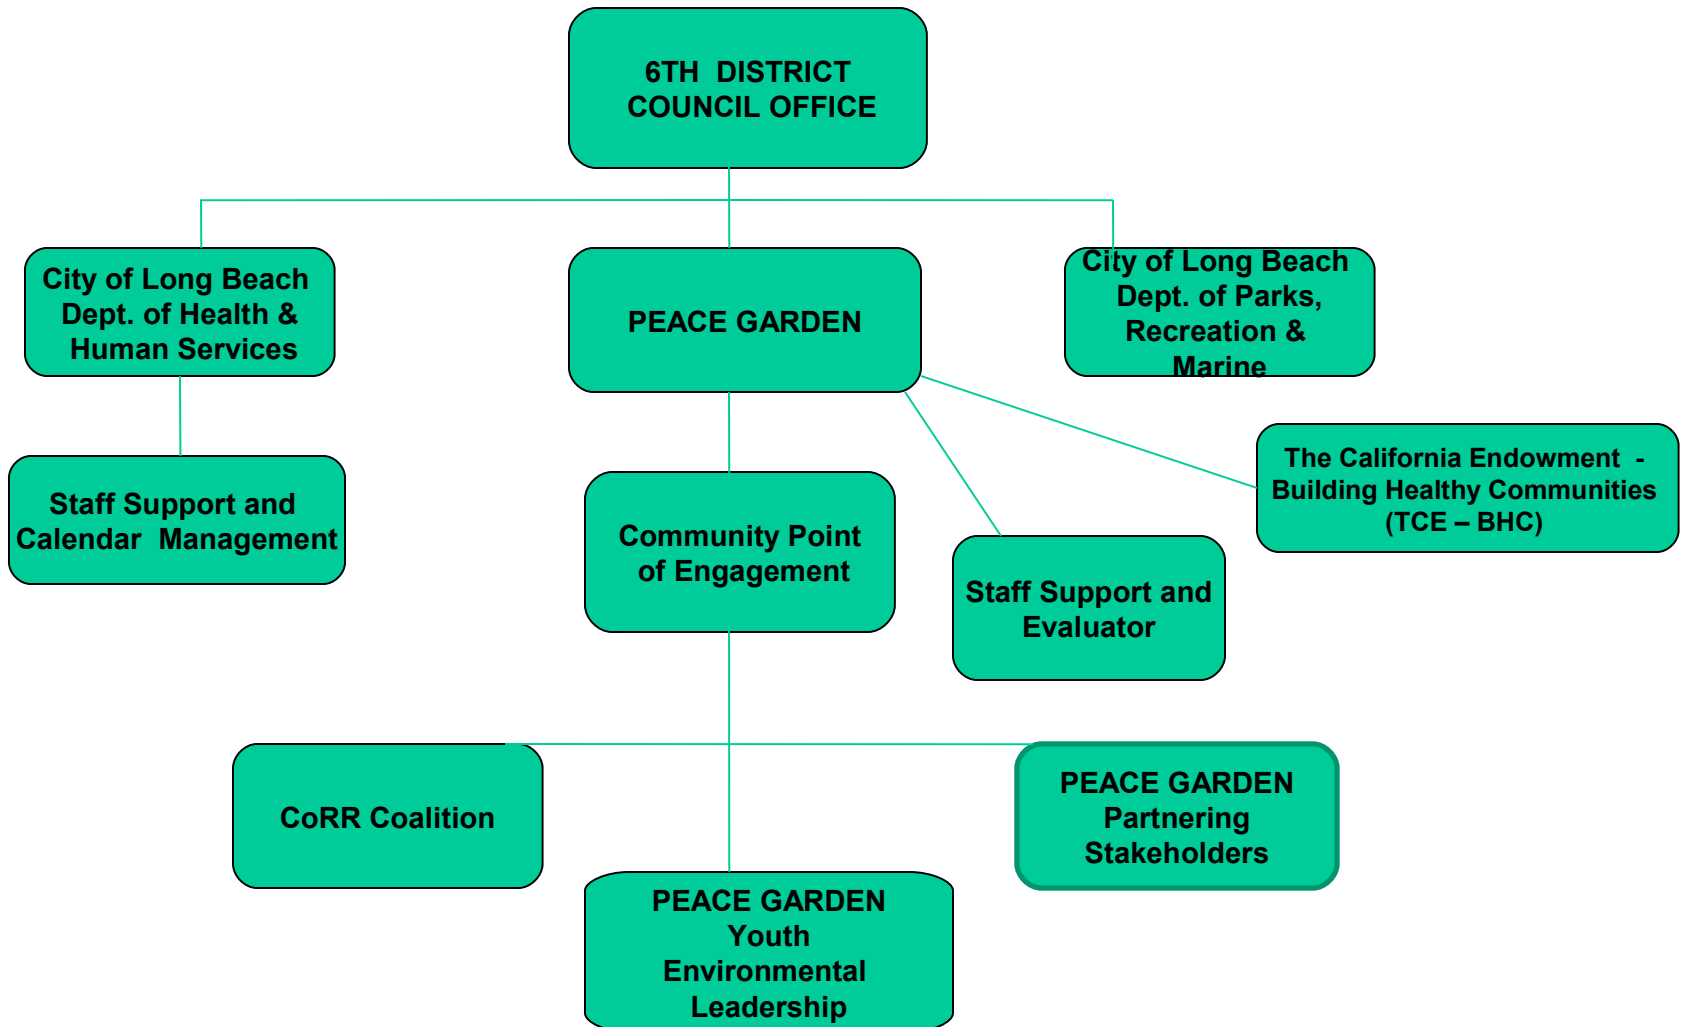 6TH DISTRICT
COUNCIL OFFICE
City of Long Beach
Dept. of Health &
Human Services
PEACE GARDEN
City of Long Beach
Dept. of Parks,
Recreation &
Marine
Staff Support and
Calendar Management
Community Point
of Engagement
Staff Support and
Evaluator
The California Endowment -
Building Healthy Communities
(TCE – BHC)
CoRR Coalition
PEACE GARDEN
Youth
Environmental
Leadership
PEACE GARDEN
Partnering
Stakeholders